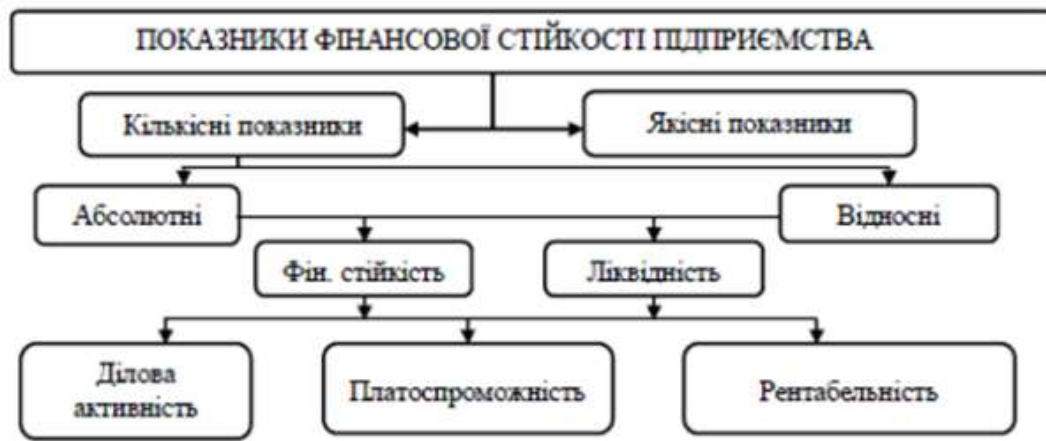 ПОКАЗНИКИ ФІНАНСОВОЇ СТІЙКОСТІ ПІДПРИЄМСТВА
Кількісні показники
Якісні показники
Абсолютні
Відносні
Фін. стійкість
Ліквідність
Ділова
активність
Платоспроможність
Рентабельність